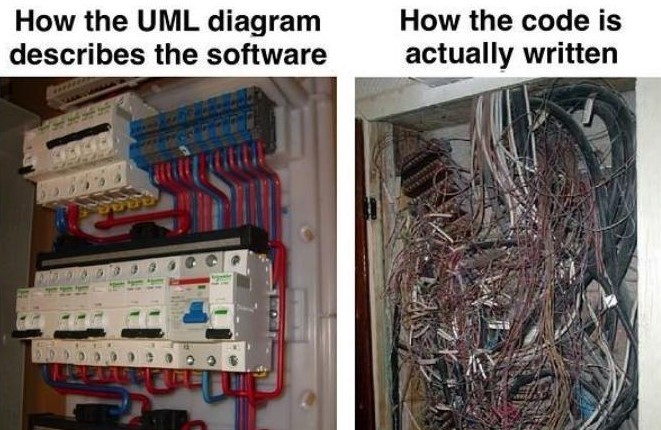 How the UML diagram
describes the software
How the code is
actually written